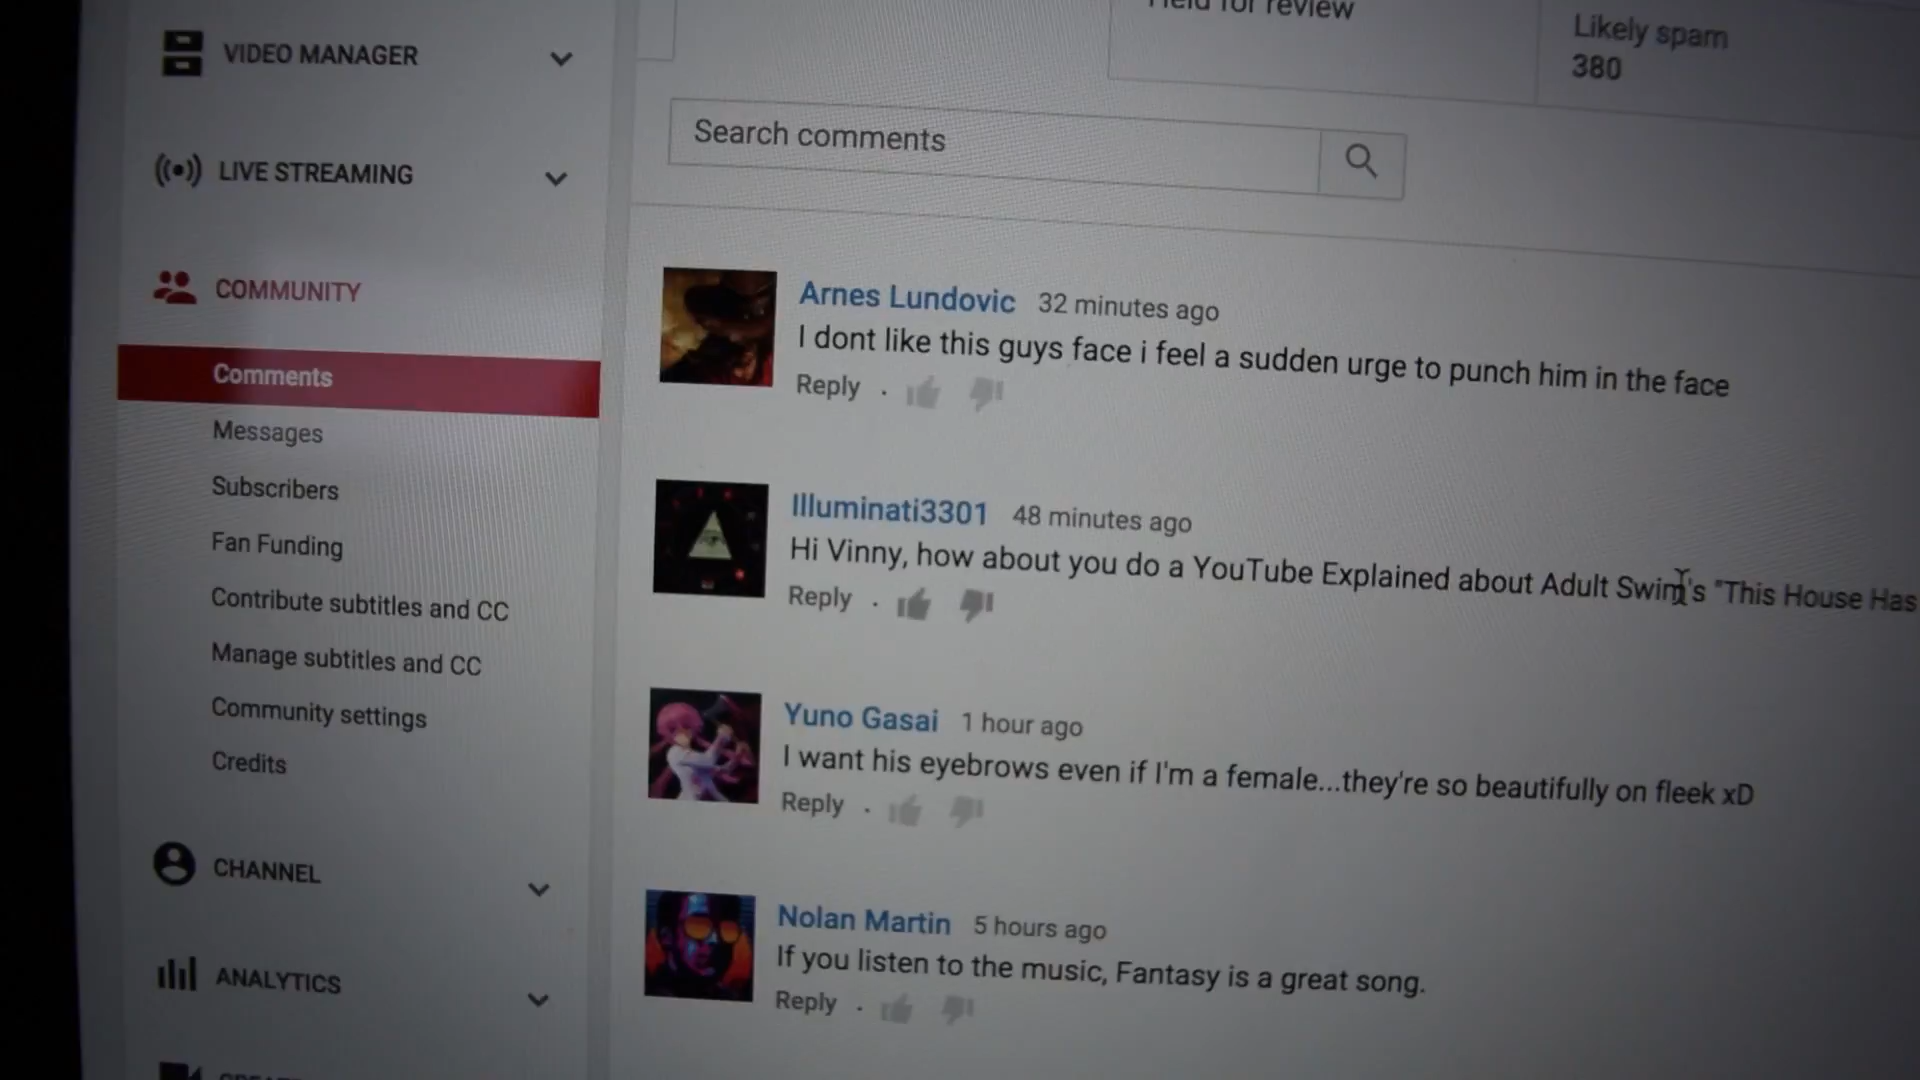 VIDEO MANAGER
LIVE STREAMING
COMMUNITY
Comments
Messages
Subscribers
Fan Funding
Contribute subtitles and CC
Manage subtitles and CC
Community settings
Credits
CHANNEL
ANALYTICS
Held for review
Likely spam
380
Search comments
Arnes Lundovic 32 minutes ago
I dont like this guys face i feel a sudden urge to punch him in the face
Reply .
Illuminati3301 48 minutes ago
Hi Vinny, how about you do a YouTube Explained about Adult Swim's "This House Has
Reply .
Yuno Gasai 1 hour ago
I want his eyebrows even if I'm a female...they're so beautifully on fleek xD
Reply .
Nolan Martin 5 hours ago
If you listen to the music, Fantasy is a great song.
Reply .